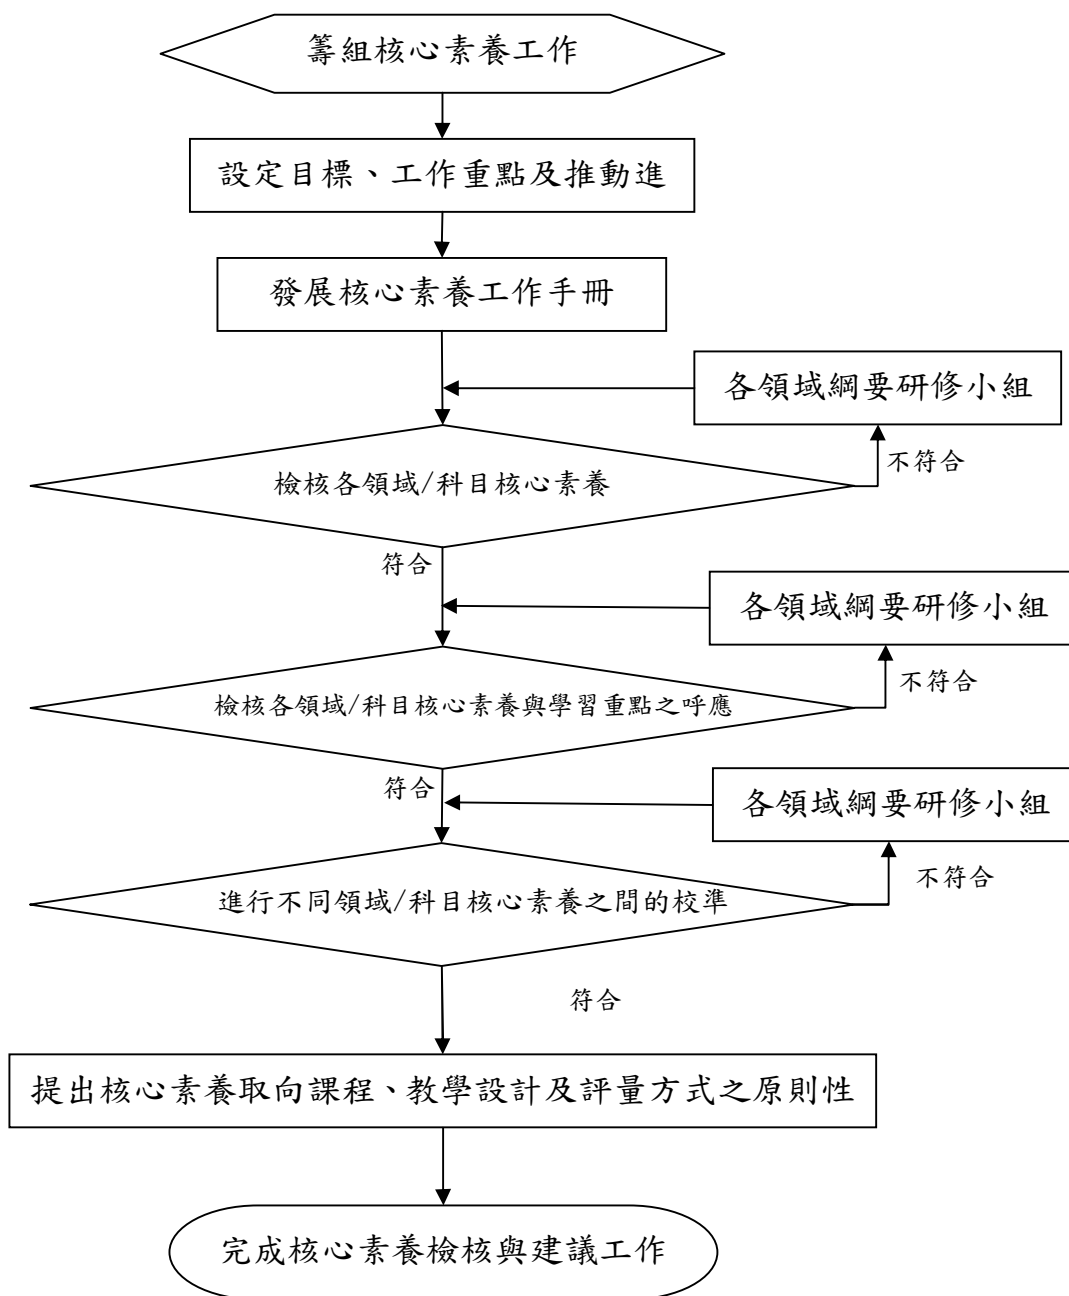 籌組核心素養工作
設定目標、工作重點及推動進
發展核心素養工作手冊
各領域綱要研修小組
不符合
檢核各領域/科目核心素養
符合
各領域綱要研修小組
不符合
檢核各領域/科目核心素養與學習重點之呼應
符合
各領域綱要研修小組
不符合
進行不同領域/科目核心素養之間的校準
符合
提出核心素養取向課程、教學設計及評量方式之原則性
完成核心素養檢核與建議工作